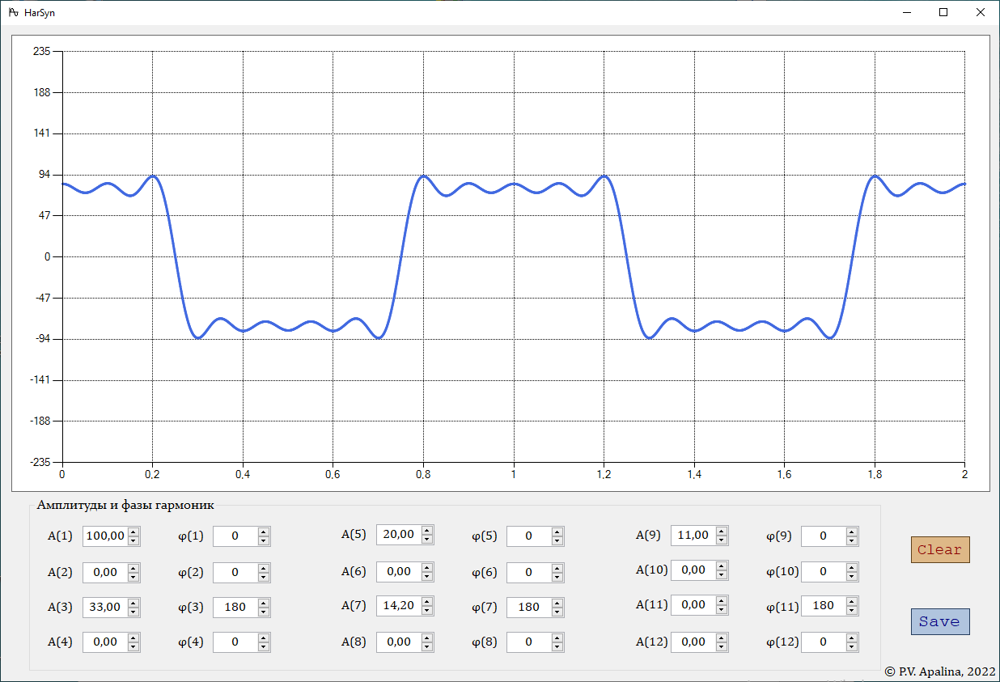 HarSyn
235
188
141
94
47
0
-47
-94
-141
-188
-235
0 0,2 0,4 0,6 0,8 1 1,2 1,4 1,6 1,8 2
Амплитуды и фазы гармоник
A(1) 100,00 φ(1) 0 A(5) 20,00 φ(5) 0 A(9) 11,00 φ(9) 0
A(2) 0,00 φ(2) 0 A(6) 0,00 φ(6) 0 A(10) 0,00 φ(10) 0
A(3) 33,00 φ(3) 180 A(7) 14,20 φ(7) 180 A(11) 0,00 φ(11) 180
A(4) 0,00 φ(4) 0 A(8) 0,00 φ(8) 0 A(12) 0,00 φ(12) 0
Clear
Save
© P.V. Apalina, 2022